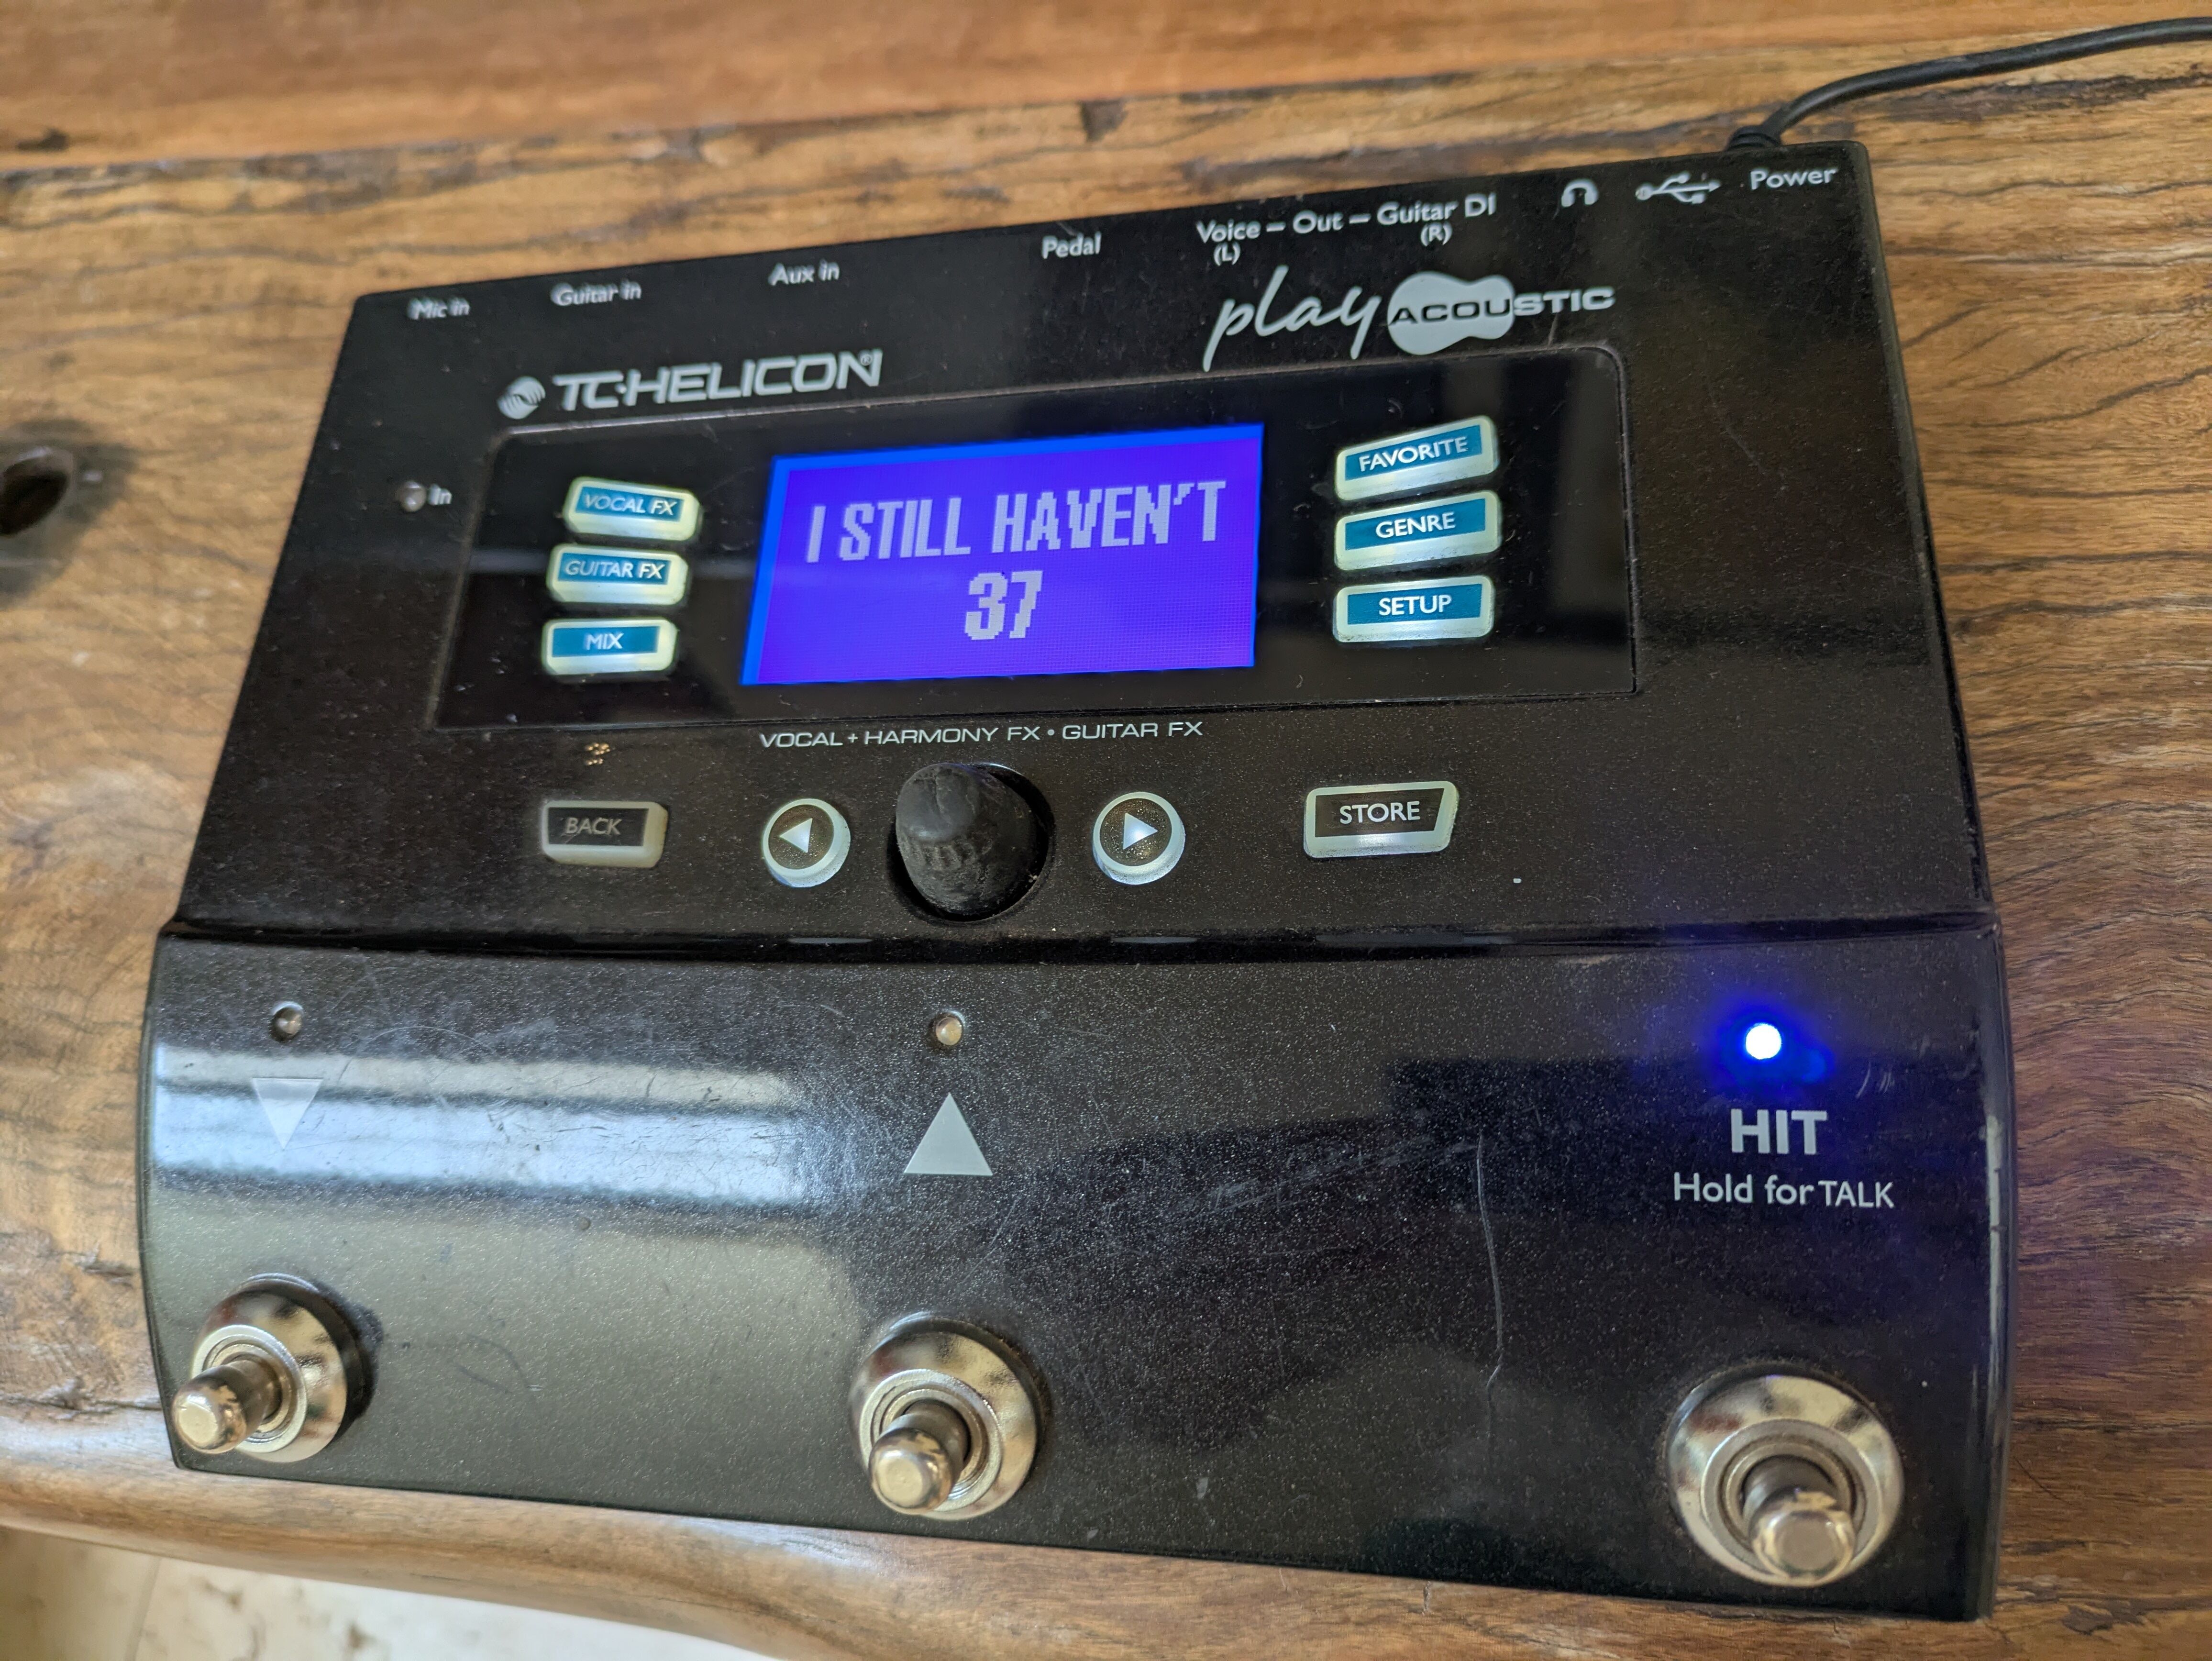 Mic in
Guitar in
Aux in
Pedal
Voice – Out – Guitar DI
(L) (R)
Power
play ACOUSTIC
TC·HELICON®
In
VOCAL FX
GUITAR FX
MIX
I STILL HAVEN'T
37
FAVORITE
GENRE
SETUP
VOCAL + HARMONY FX • GUITAR FX
BACK
STORE
HIT
Hold for TALK